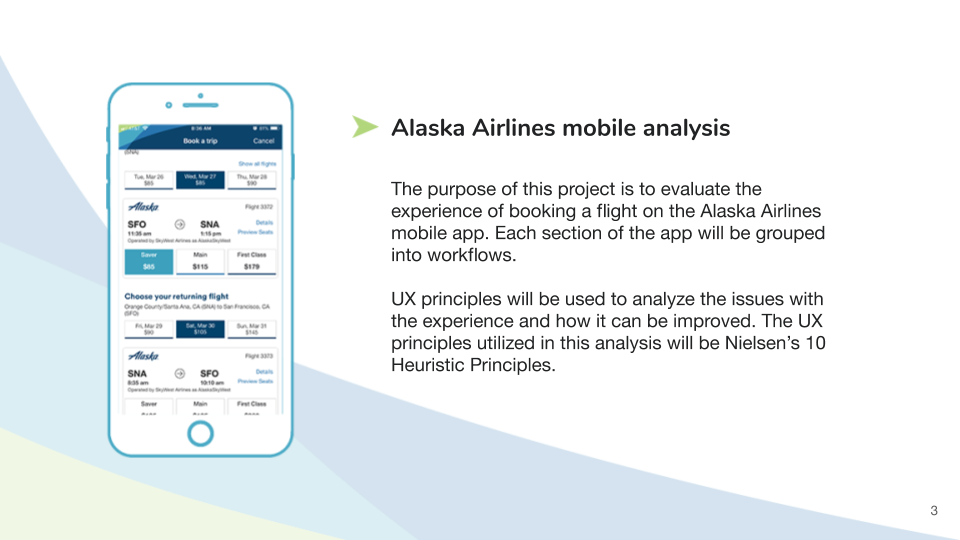 8:36 AM
Book a trip
Cancel
(SNA)
Show all flights
Tue, Mar 26
$85
Wed, Mar 27
$85
Thu, Mar 28
$90
Alaska
Flight 3372
SFO
SNA
Details
11:35 am
1:15 pm
Preview Seats
Operated by SkyWest Airlines as AlaskaSkyWest
Saver
Main
First Class
$85
$115
$179
Choose your returning flight
Orange County/Santa Ana, CA (SNA) to San Francisco, CA
(SFO)
Fri, Mar 29
$90
Sat, Mar 30
$105
Sun, Mar 31
$145
Alaska
Flight 3373
SNA
SFO
Details
8:35 am
10:10 am
Preview Seats
Operated by SkyWest Airlines as AlaskaSkyWest
Saver
Main
First Class
Alaska Airlines mobile analysis
The purpose of this project is to evaluate the
experience of booking a flight on the Alaska Airlines
mobile app. Each section of the app will be grouped
into workflows.
UX principles will be used to analyze the issues with
the experience and how it can be improved. The UX
principles utilized in this analysis will be Nielsen’s 10
Heuristic Principles.
3